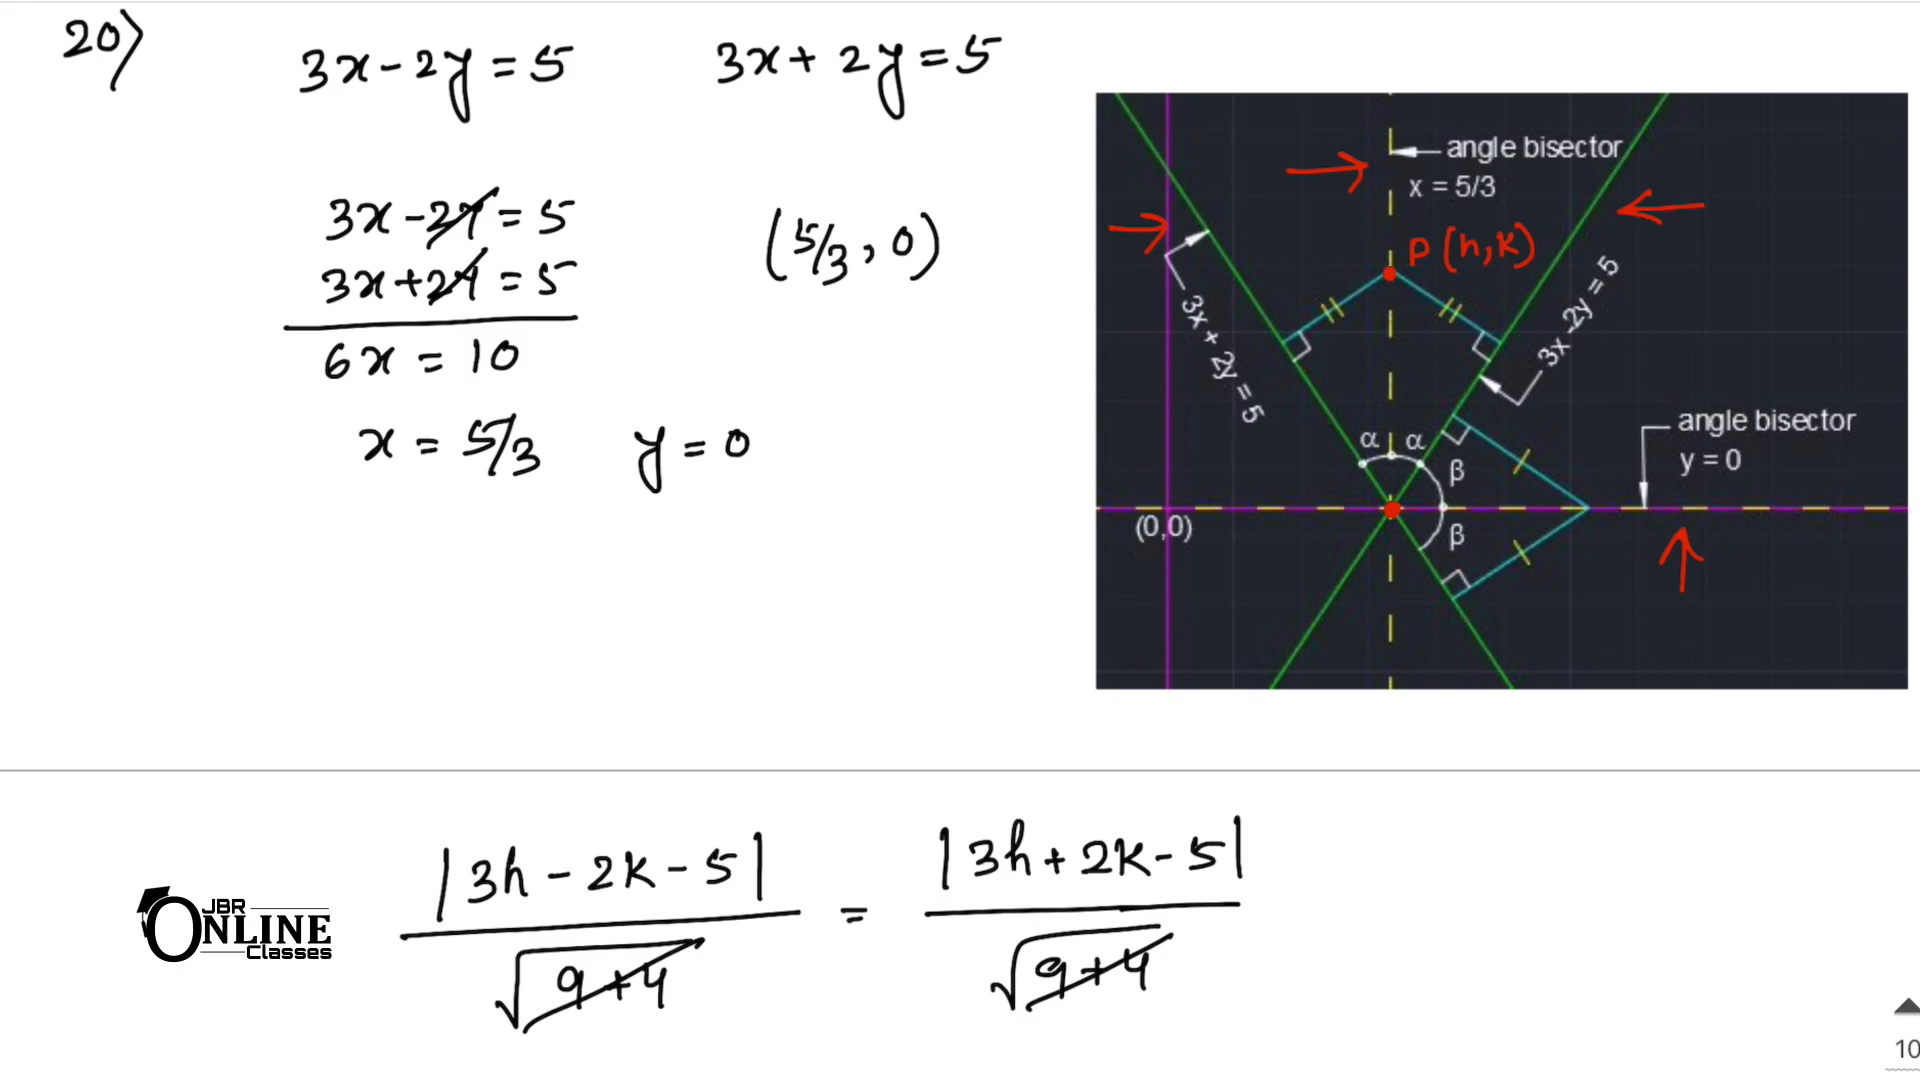 20)
3x - 2y = 5
3x + 2y = 5
3x - 2y = 5
3x + 2y = 5
6x = 10
x = 5/3
y = 0
(5/3, 0)
angle bisector
x = 5/3
P (h,k)
3x + 2y = 5
3x -2y = 5
α
α
β
β
(0,0)
angle bisector
y = 0
|3h - 2k - 5| / √(9+4) = |3h + 2k - 5| / √(9+4)
JBR
ONLINE
Classes
10